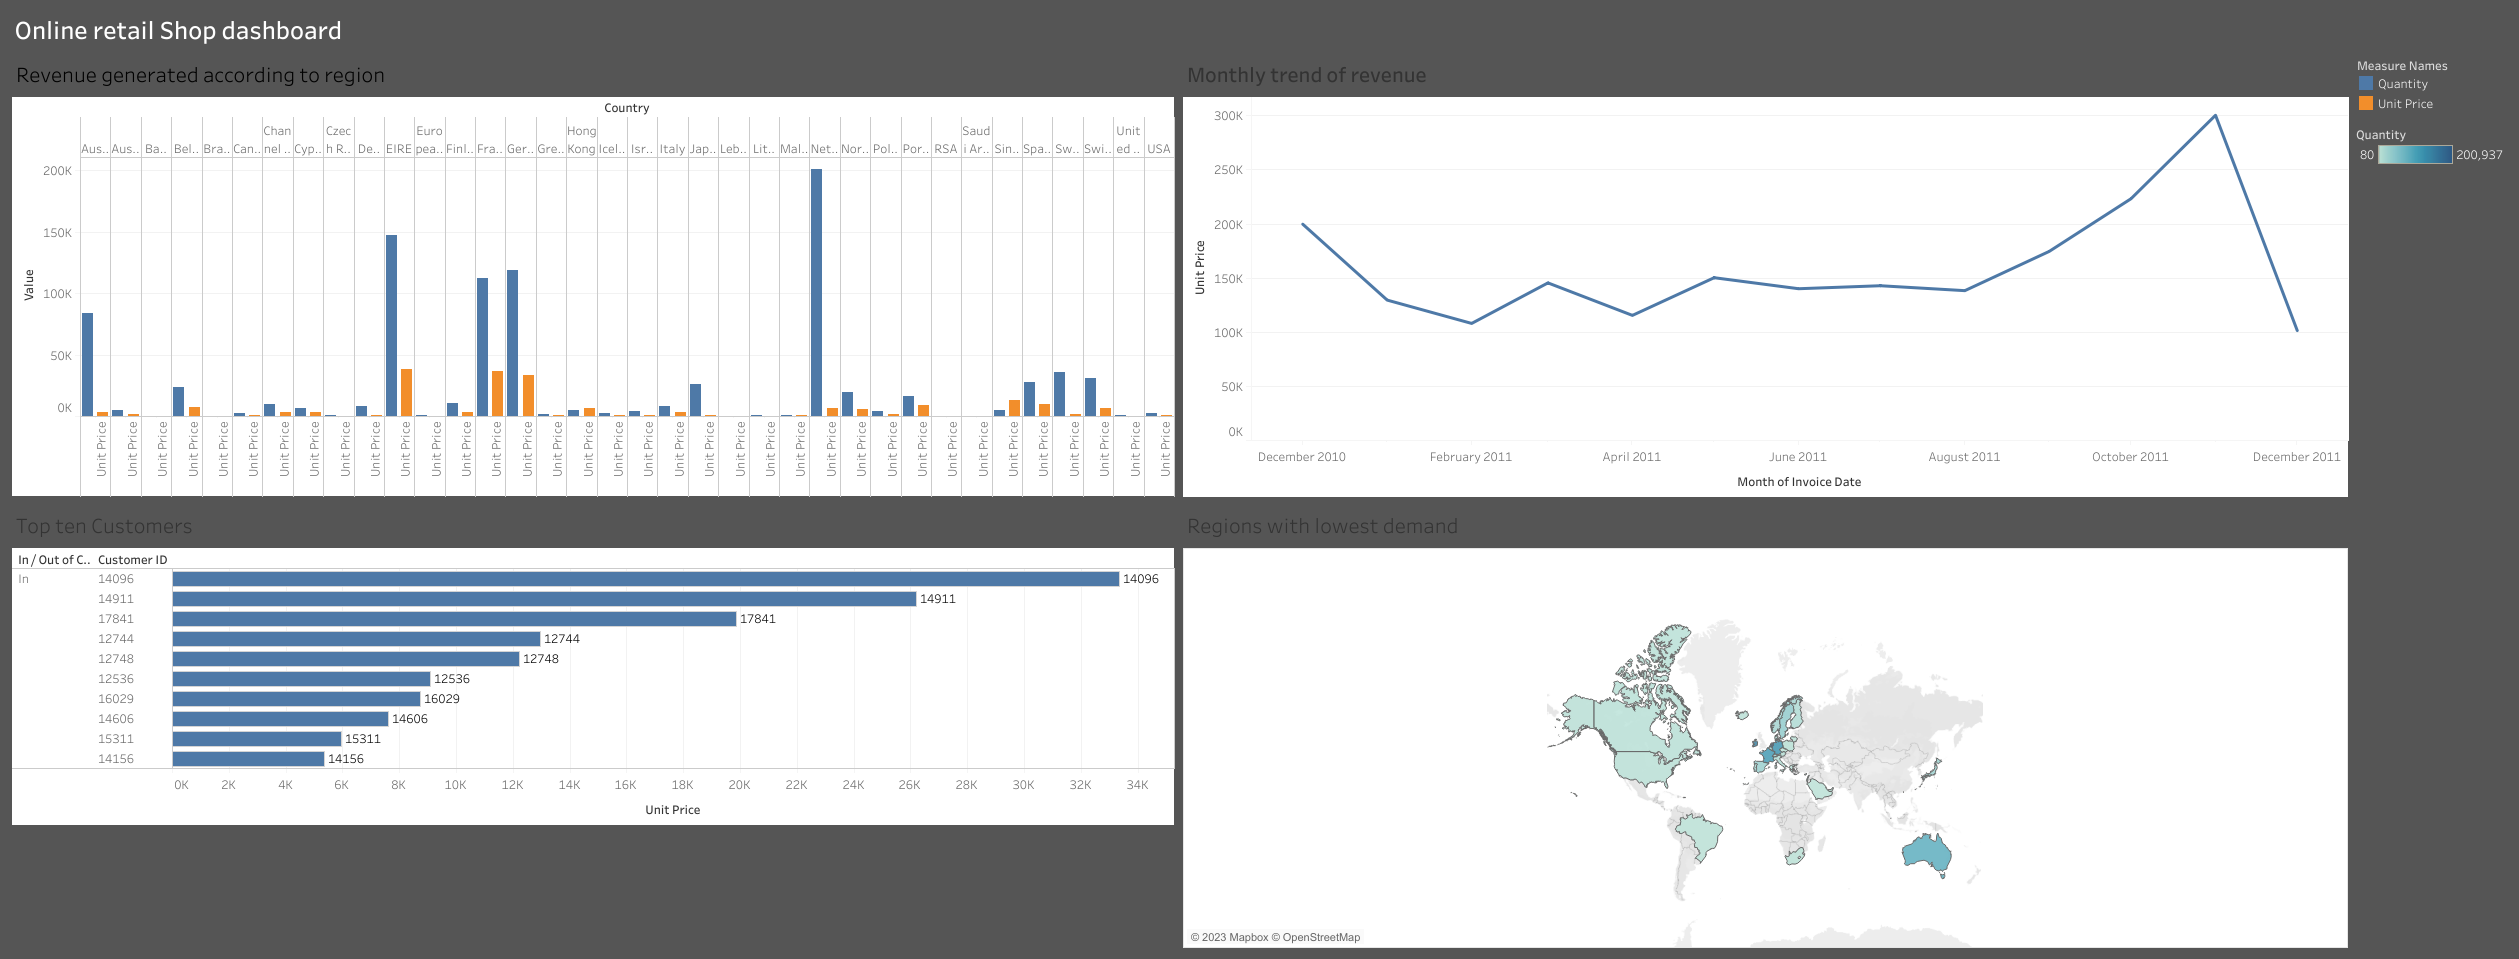 Online retail Shop dashboard
Revenue generated according to region
Country
Aus.. Aus.. Ba.. Bel.. Bra.. Can.. Chan nel .. Cyp.. Czec h R.. De.. EIRE Euro pea.. Finl.. Fra.. Ger.. Gre.. Hong Kong Icel.. Isr.. Italy Jap.. Leb.. Lit.. Mal.. Net.. Nor.. Pol.. Por.. RSA Saud i Ar.. Sin.. Spa.. Sw.. Swi.. Unit ed .. USA
200K
150K
100K
50K
0K
Value
Unit Price Unit Price Unit Price Unit Price Unit Price Unit Price Unit Price Unit Price Unit Price Unit Price Unit Price Unit Price Unit Price Unit Price Unit Price Unit Price Unit Price Unit Price Unit Price Unit Price Unit Price Unit Price Unit Price Unit Price Unit Price Unit Price Unit Price Unit Price Unit Price Unit Price Unit Price Unit Price Unit Price Unit Price Unit Price Unit Price
Monthly trend of revenue
300K
250K
200K
150K
100K
50K
0K
Unit Price
December 2010 February 2011 April 2011 June 2011 August 2011 October 2011 December 2011
Month of Invoice Date
Measure Names
Quantity
Unit Price
Quantity
80 200,937
Top ten Customers
In / Out of C.. Customer ID
In 14096 14096
14911 14911
17841 17841
12744 12744
12748 12748
12536 12536
16029 16029
14606 14606
15311 15311
14156 14156
0K 2K 4K 6K 8K 10K 12K 14K 16K 18K 20K 22K 24K 26K 28K 30K 32K 34K
Unit Price
Regions with lowest demand
© 2023 Mapbox © OpenStreetMap